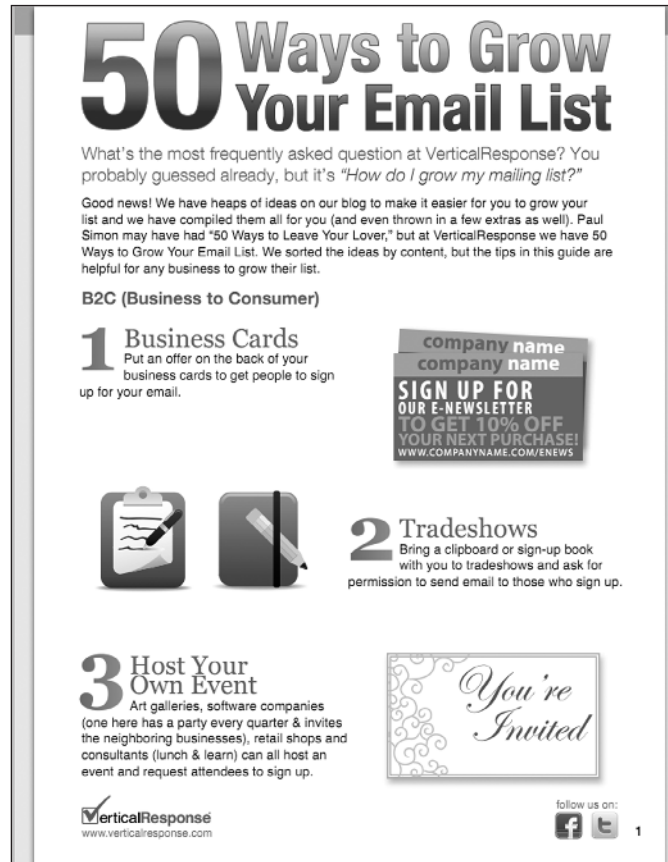 50 Ways to Grow
Your Email List
What's the most frequently asked question at VerticalResponse? You
probably guessed already, but it's "How do I grow my mailing list?"
Good news! We have heaps of ideas on our blog to make it easier for you to grow your
list and we have compiled them all for you (and even thrown in a few extras as well). Paul
Simon may have had "50 Ways to Leave Your Lover," but at VerticalResponse we have 50
Ways to Grow Your Email List. We sorted the ideas by content, but the tips in this guide are
helpful for any business to grow their list.
B2C (Business to Consumer)
1 Business Cards
Put an offer on the back of your
business cards to get people to sign
up for your email.
company name
company name
SIGN UP FOR
OUR E-NEWSLETTER
TO GET 10% OFF
YOUR NEXT PURCHASE!
WWW.COMPANYNAME.COM/ENEWS
2 Tradeshows
Bring a clipboard or sign-up book
with you to tradeshows and ask for
permission to send email to those who sign up.
3 Host Your
Own Event
Art galleries, software companies
(one here has a party every quarter & invites
the neighboring businesses), retail shops and
consultants (lunch & learn) can all host an
event and request attendees to sign up.
You're
Invited
VerticalResponse
www.verticalresponse.com
follow us on:
f t
1